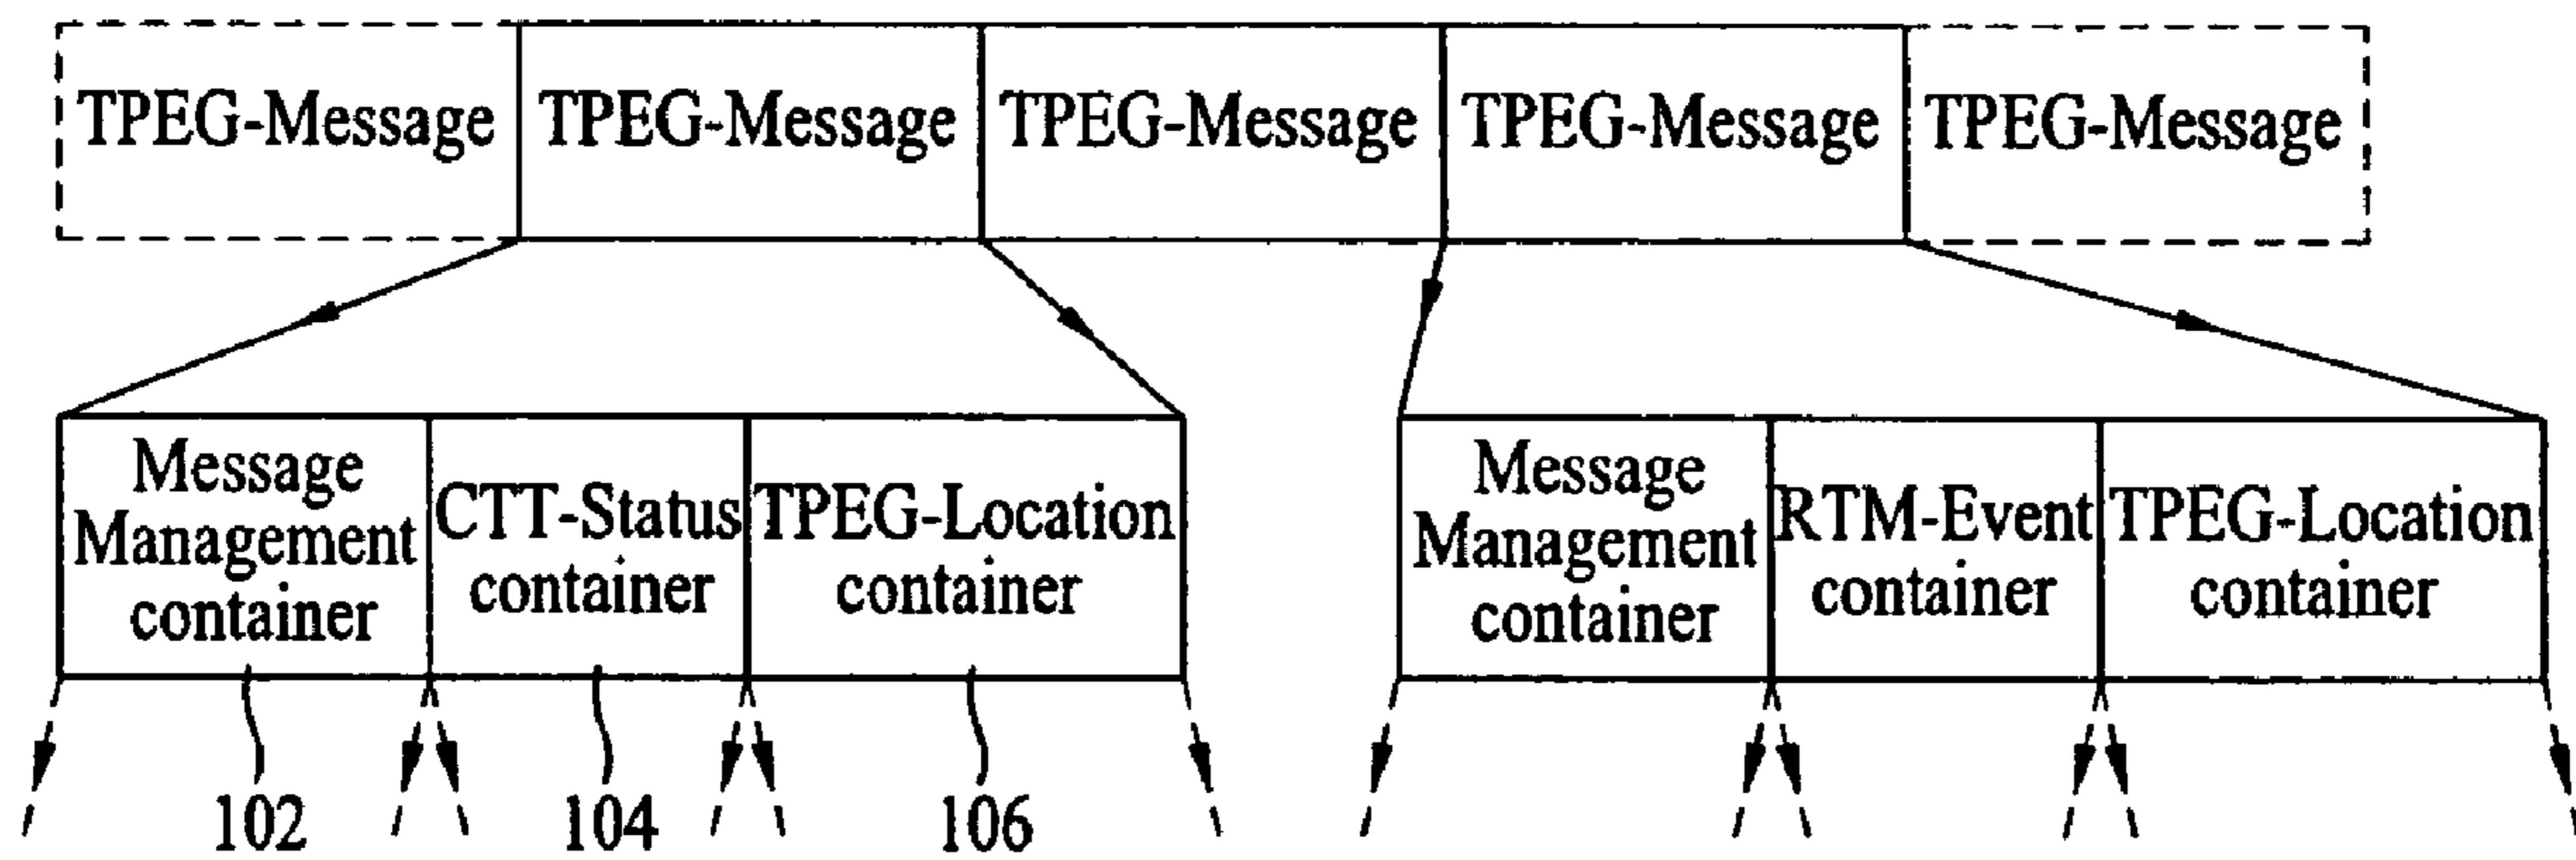 TPEG-Message TPEG-Message TPEG-Message TPEG-Message TPEG-Message
Message
Management
container
CTT-Status
container
TPEG-Location
container
Message
Management
container
RTM-Event
container
TPEG-Location
container
102 104 106